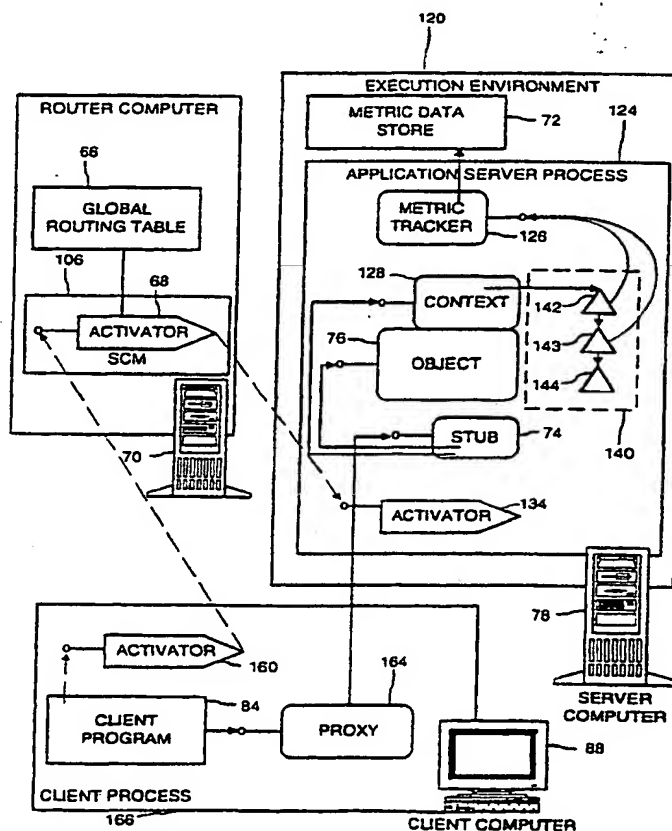 120
EXECUTION ENVIRONMENT
METRIC DATA
STORE
72
124
APPLICATION SERVER PROCESS
METRIC
TRACKER
126
128
CONTEXT
142
76
OBJECT
143
144
STUB
74
140
ACTIVATOR
134
78
SERVER
COMPUTER
ROUTER COMPUTER
68
GLOBAL
ROUTING TABLE
106
68
ACTIVATOR
SCM
70
ACTIVATOR
160
84
164
CLIENT
PROGRAM
PROXY
88
CLIENT PROCESS
166
CLIENT COMPUTER